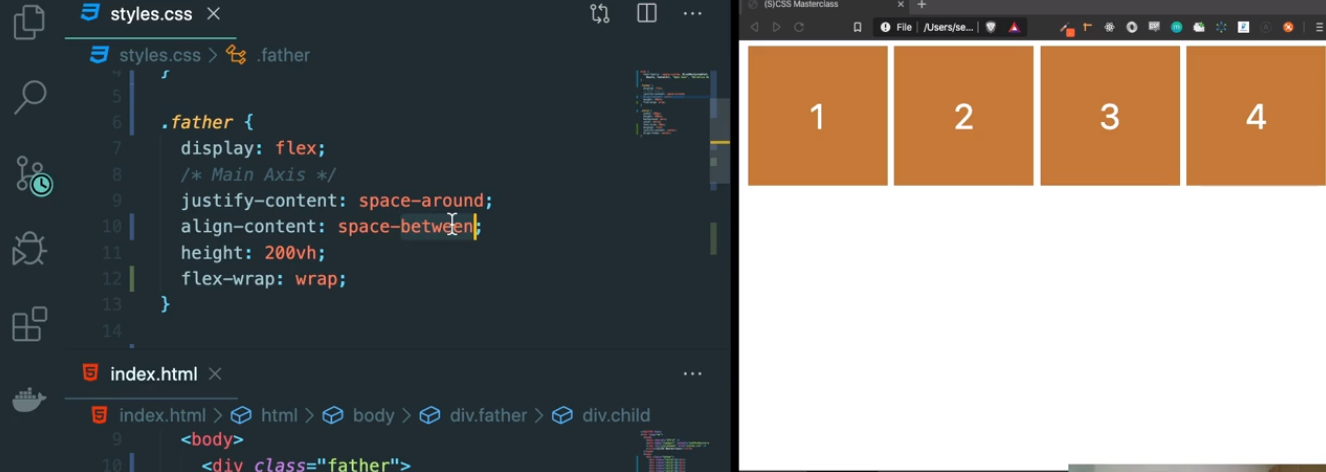 styles.css
styles.css > .father
4 }
5
6 .father {
7 display: flex;
8 /* Main Axis */
9 justify-content: space-around;
10 align-content: space-between;
11 height: 200vh;
12 flex-wrap: wrap;
13 }
14
index.html
index.html > html > body > div.father > div.child
9 <body>
10 <div class="father">
(S)CSS Masterclass
File /Users/se...
1 2 3 4